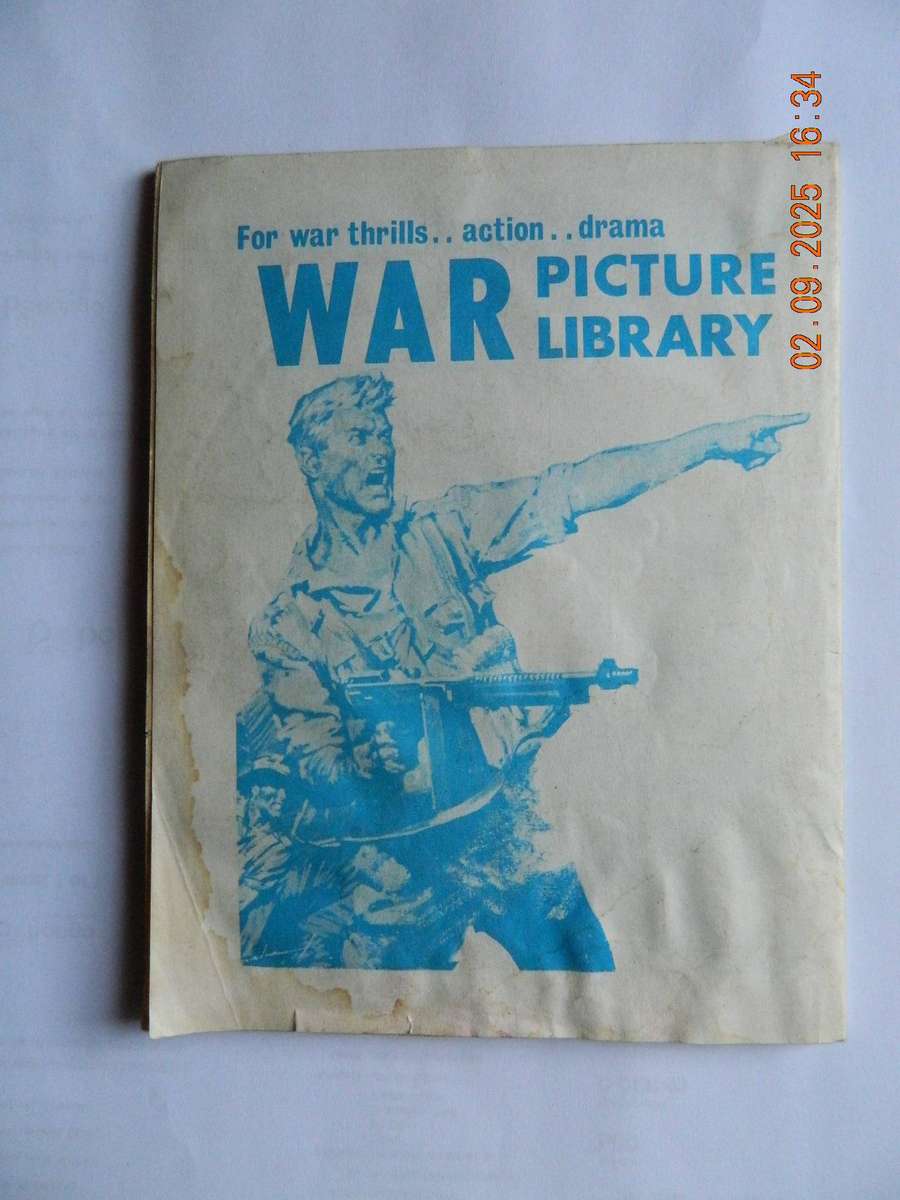 For war thrills.. action.. drama
WAR PICTURE
LIBRARY
02.09.2025 16:34